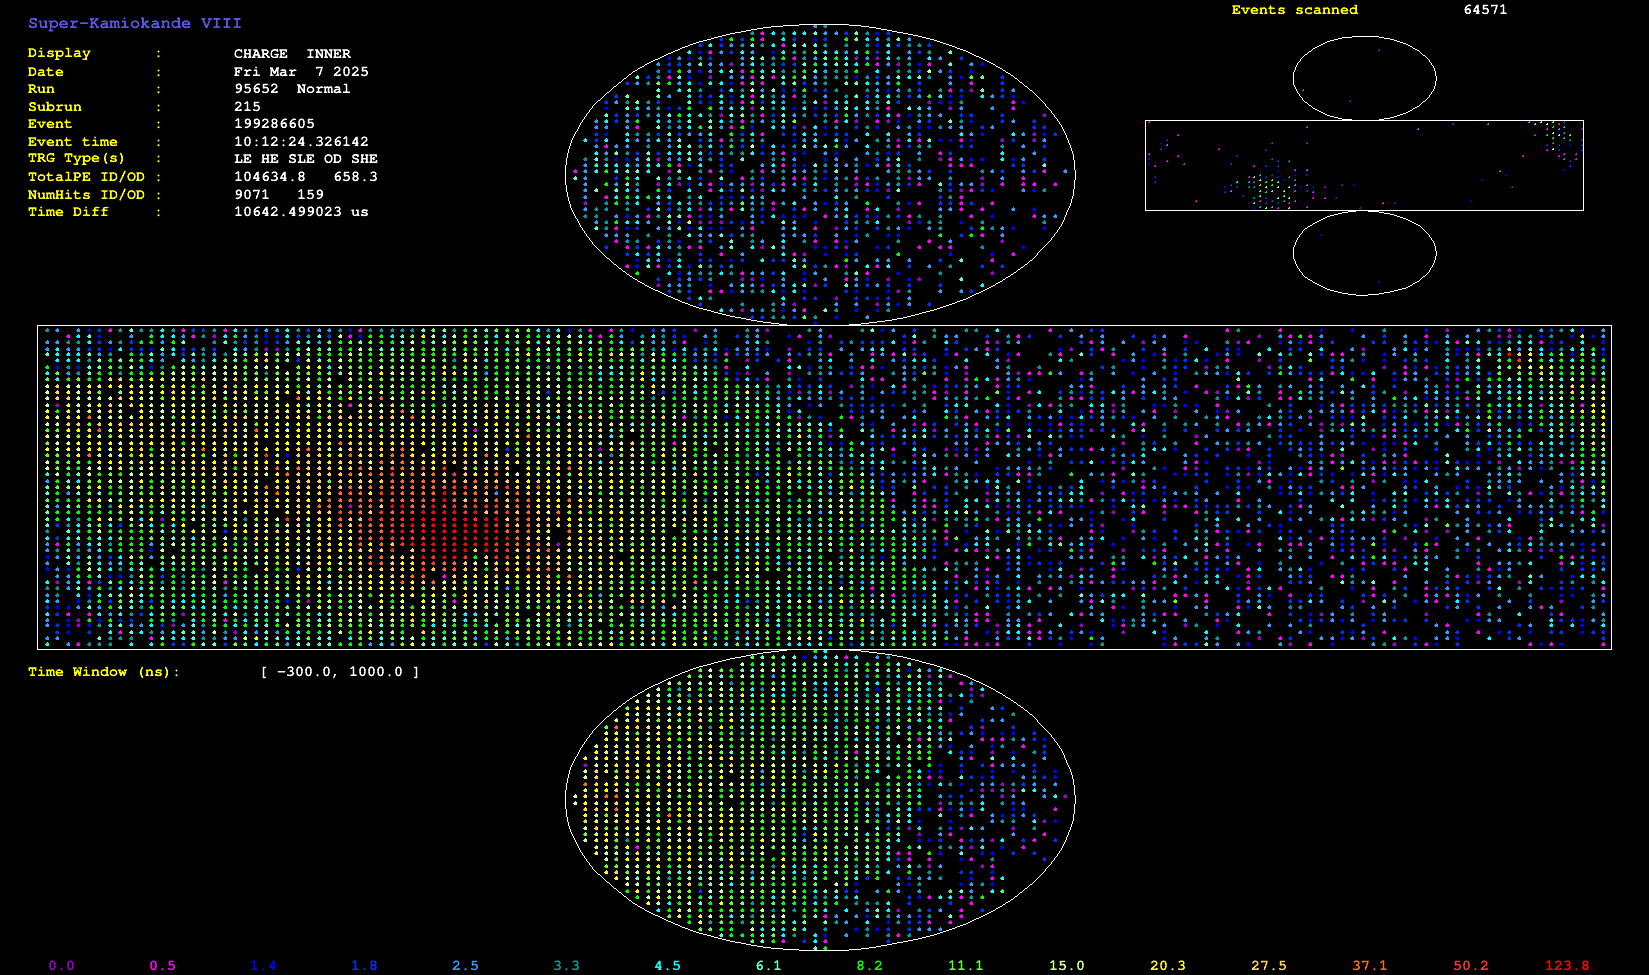 Super-Kamiokande VIII
Events scanned 64571
Display : CHARGE INNER
Date : Fri Mar 7 2025
Run : 95652 Normal
Subrun : 215
Event : 199286605
Event time : 10:12:24.326142
TRG Type(s) : LE HE SLE OD SHE
TotalPE ID/OD : 104634.8 658.3
NumHits ID/OD : 9071 159
Time Diff : 10642.499023 us
Time Window (ns): [ -300.0, 1000.0 ]
0.0 0.5 1.4 1.8 2.5 3.3 4.5 6.1 8.2 11.1 15.0 20.3 27.5 37.1 50.2 123.8